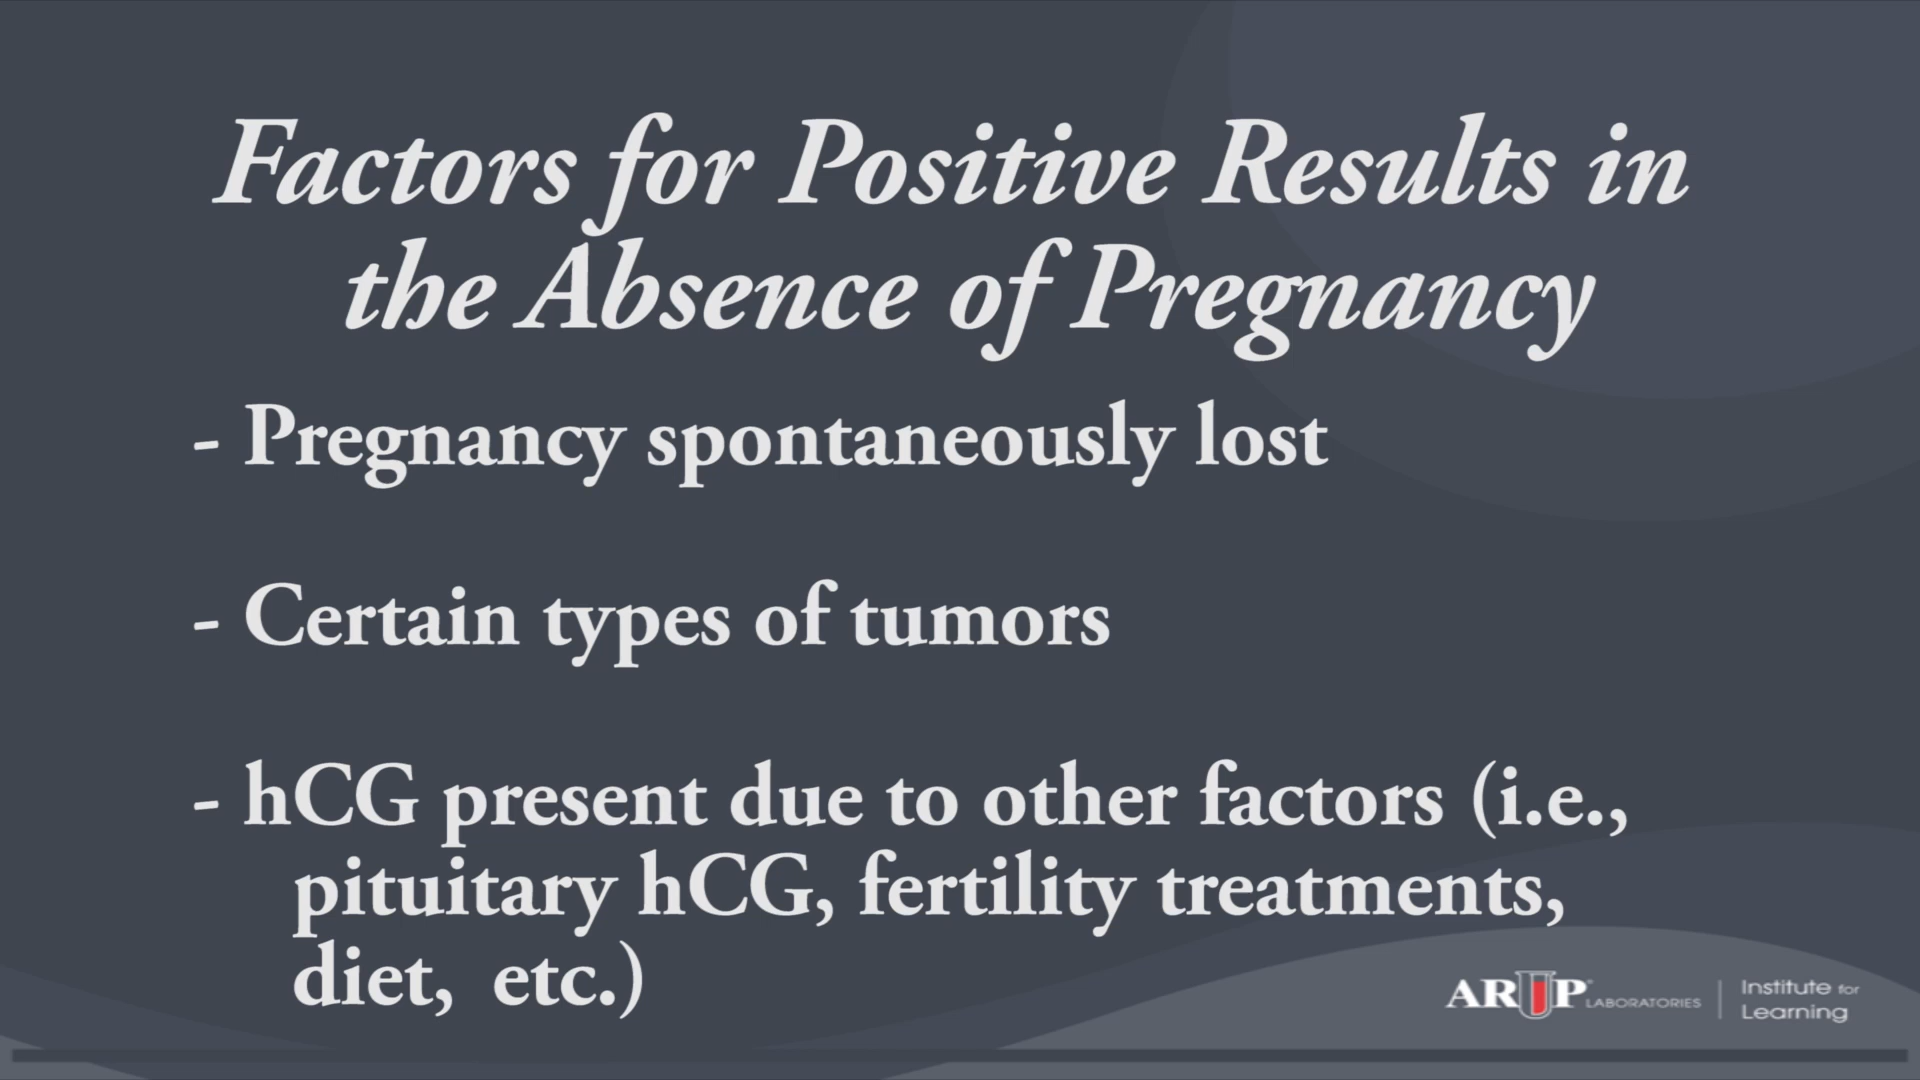 Factors for Positive Results in
the Absence of Pregnancy
- Pregnancy spontaneously lost
- Certain types of tumors
- hCG present due to other factors (i.e.,
pituitary hCG, fertility treatments,
diet, etc.)
ARUP LABORATORIES
Institute for
Learning